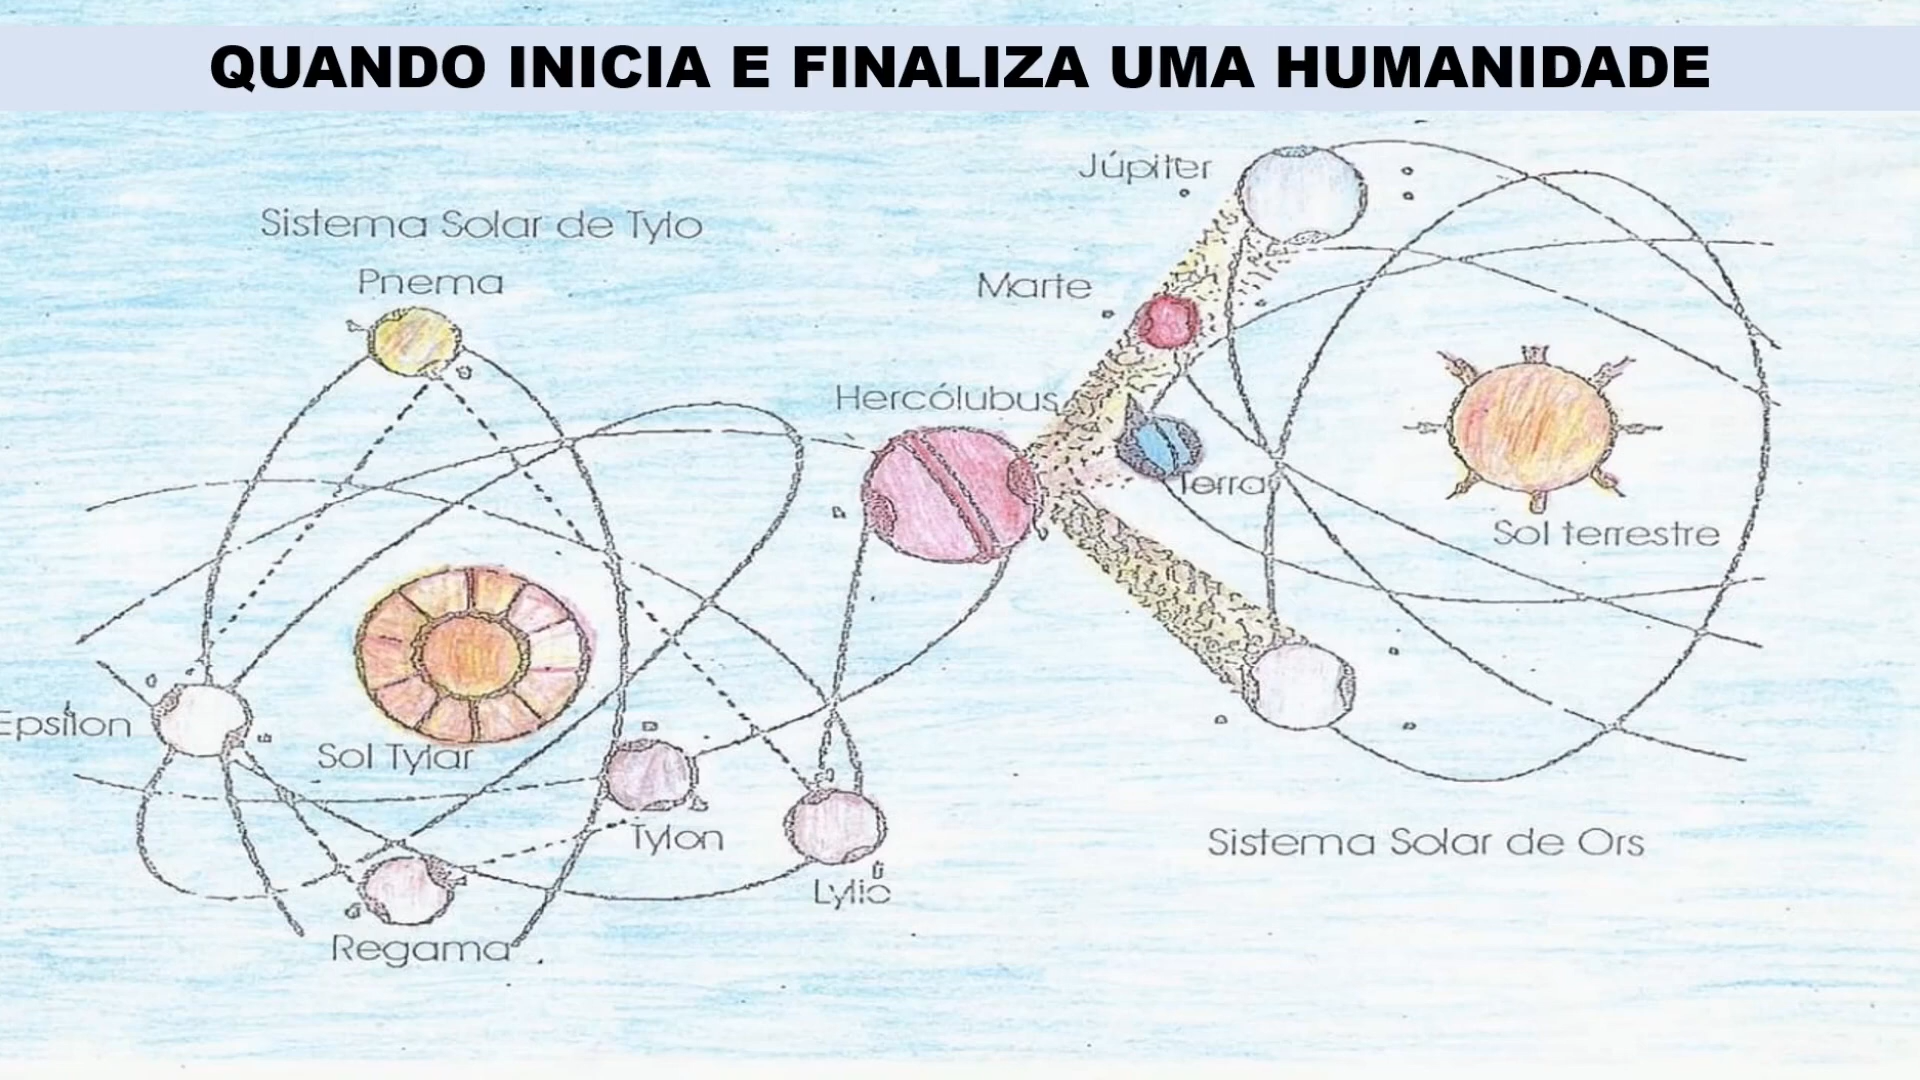 QUANDO INICIA E FINALIZA UMA HUMANIDADE
Júpiter
Sistema Solar de Tylo
Pnema
Marte
Hercólubus
Terra
Sol terrestre
Epsilon
Sol Tylar
Tylon
Sistema Solar de Ors
Lylio
Regama